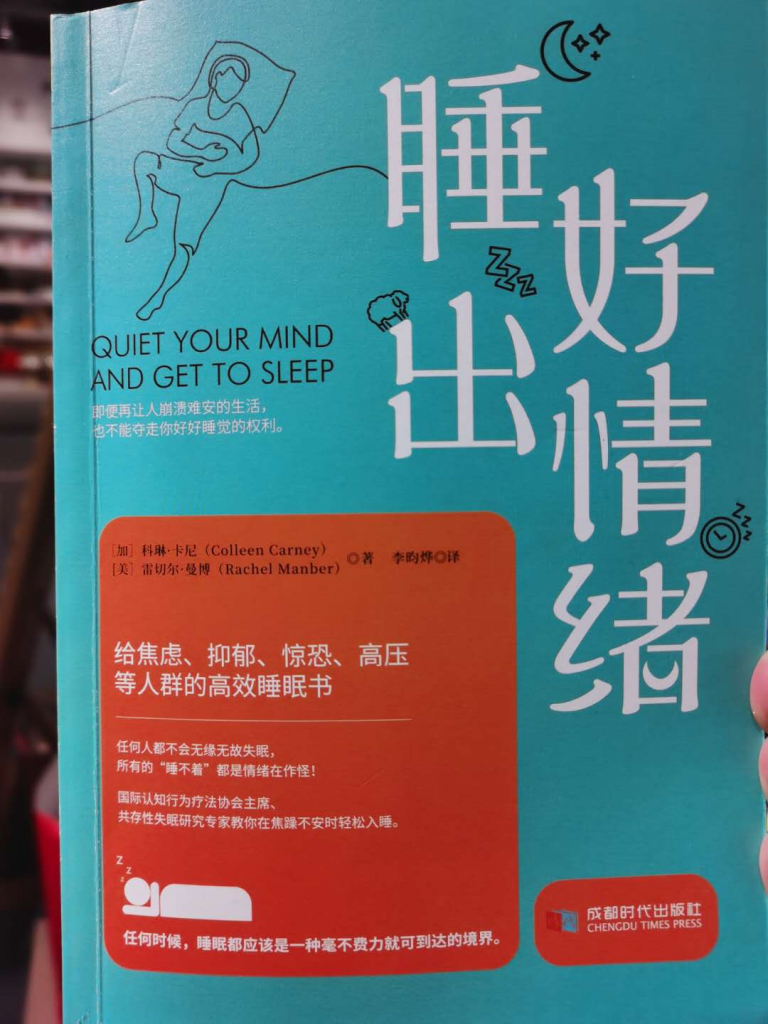 睡出
好情绪
QUIET YOUR MIND
AND GET TO SLEEP
即便再让人崩溃难安的生活，
也不能夺走你好好睡觉的权利。
[加] 科琳·卡尼（Colleen Carney）
[美] 雷切尔·曼博（Rachel Manber）
◎著 李昀烨◎译
给焦虑、抑郁、惊恐、高压
等人群的高效睡眠书
任何人都不会无缘无故失眠，
所有的“睡不着”都是情绪在作怪！
国际认知行为疗法协会主席、
共存性失眠研究专家教你在焦躁不安时轻松入睡。
z
z
z
任何时候，睡眠都应该是一种毫不费力就可到达的境界。
成都时代出版社
CHENGDU TIMES PRESS
ZZZ
zzz